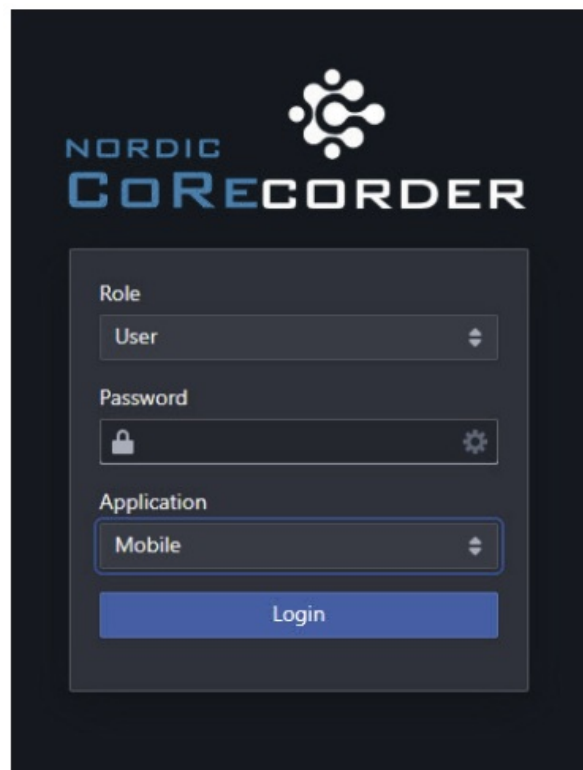 NORDIC
CORECORDER
Role
User
Password
Application
Mobile
Login